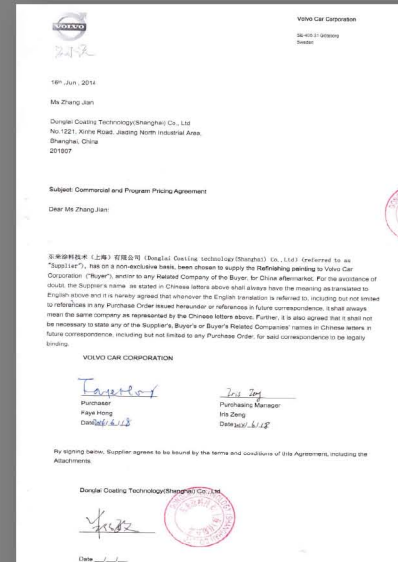 VOLVO
Volvo Car Corporation
SE-405 31 Göteborg
Sweden
18th Jun , 2014
Ms Zhang Jian
Donglai Coating Technology(Shanghai) Co., Ltd
No.1221, Xinhe Road, Jiading North Industrial Area,
Shanghai, China
201807
Subject: Commercial and Program Pricing Agreement
Dear Ms Zhang Jian:
东来涂料技术（上海）有限公司 (Donglai Coating technology(Shanghai) Co.,Ltd) (referred to as
"Supplier"), has on a non-exclusive basis, been chosen to supply the Refinishing painting to Volvo Car
Corporation ("Buyer"), and/or to any Related Company of the Buyer, for China aftermarket. For the avoidance of
doubt, the Supplier's name as stated in Chinese letters above shall always have the meaning as translated to
English above and it is hereby agreed that whenever the English translation is referred to, including but not limited
to references in any Purchase Order issued hereunder or references in future correspondence, it shall always
mean the same company as represented by the Chinese letters above. Further, it is also agreed that it shall not
be necessary to state any of the Supplier's, Buyer's or Buyer's Related Companies' names in Chinese letters in
future correspondence, including but not limited to any Purchase Order, for said correspondence to be legally
binding.
VOLVO CAR CORPORATION
Purchaser
Faye Hong
Date
Iris Zeng
Purchasing Manager
Iris Zeng
Date
By signing below, Supplier agrees to be bound by the terms and conditions of this Agreement, including the
Attachments.
Donglai Coating Technology(Shanghai) Co., Ltd
Date __/__/__